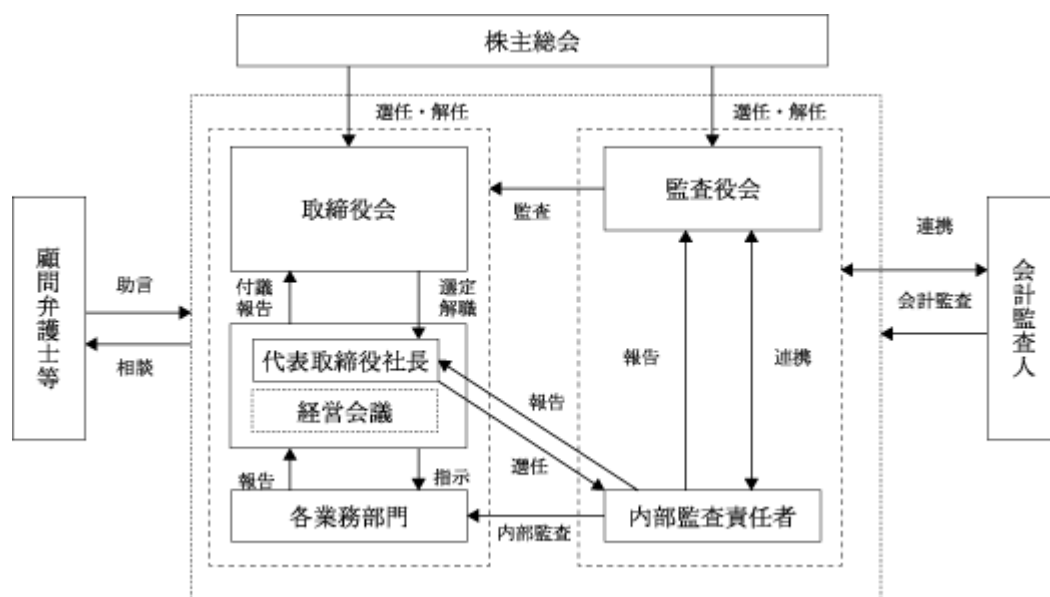 株主総会
選任・解任
選任・解任
取締役会
監査役会
監査
連携
会計監査
会計監査人
顧問弁護士等
助言
相談
付議
報告
選定
解職
代表取締役社長
経営会議
報告
連携
報告
選任
報告
指示
各業務部門
内部監査
内部監査責任者